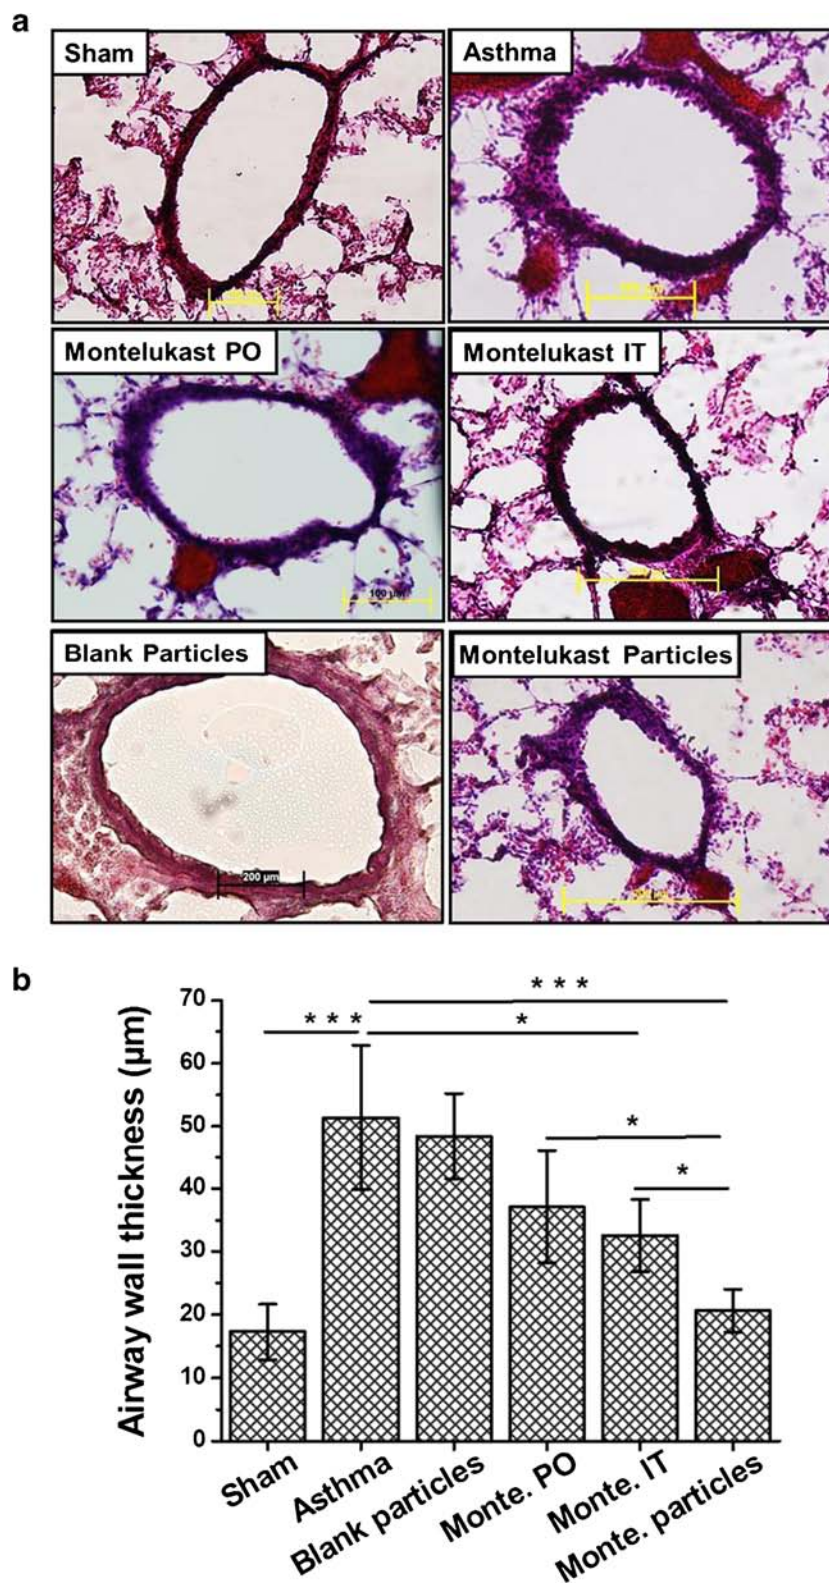 a
Sham
Asthma
Montelukast PO
Montelukast IT
100 µm
Blank Particles
Montelukast Particles
200 µm
b
Airway wall thickness (µm)
70
60
50
40
30
20
10
0
* * *
* * *
*
*
*
Sham
Asthma
Blank particles
Monte. PO
Monte. IT
Monte. particles